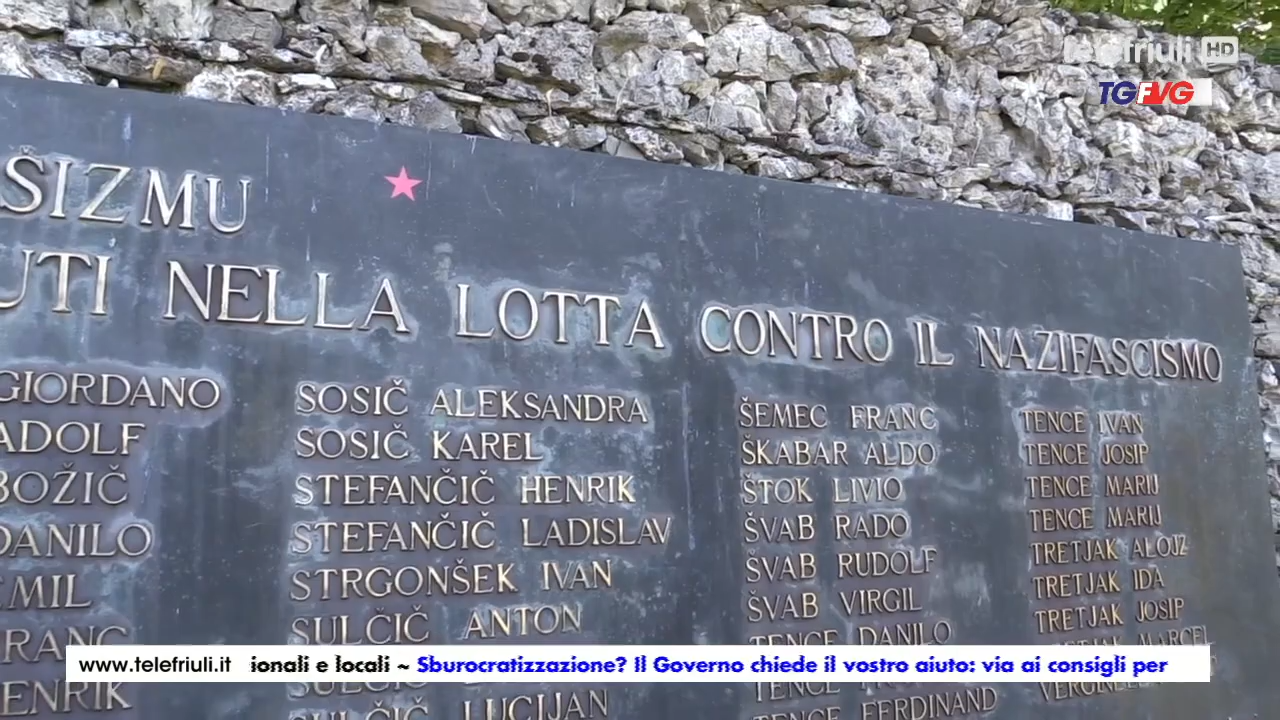 telefriuli HD
TGFVG
ŠIZMU
UTI NELLA LOTTA CONTRO IL NAZIFASCISMO
GIORDANO
ADOLF
BOŽIČ
DANILO
EMIL
FRANC
HENRIK
SOSIČ ALEKSANDRA
SOSIČ KAREL
STEFANČIČ HENRIK
STEFANČIČ LADISLAV
STRGONŠEK IVAN
SULČIČ ANTON
SULČIČ LUCIJAN
ŠEMEC FRANC
ŠKABAR ALDO
ŠTOK LIVIO
ŠVAB RADO
ŠVAB RUDOLF
ŠVAB VIRGIL
TENCE DANILO
TENCE FERDINAND
TENCE IVAN
TENCE JOSIP
TENCE MARIJ
TENCE MARIJ
TRETJAK ALOJZ
TRETJAK IDA
TRETJAK JOSIP
MARCEL
www.telefriuli.it ionali e locali ~ Sburocratizzazione? Il Governo chiede il vostro aiuto: via ai consigli per